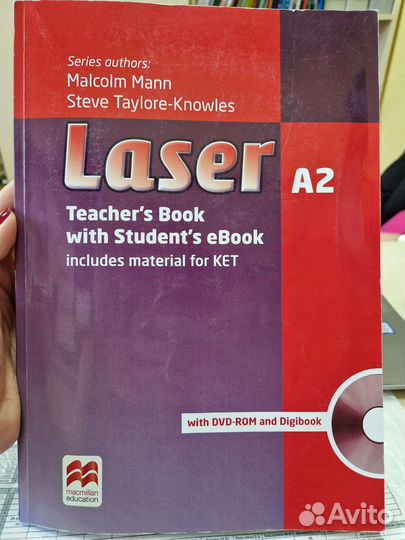 Series authors:
Malcolm Mann
Steve Taylore-Knowles
Laser
A2
Teacher's Book
with Student's eBook
includes material for KET
with DVD-ROM and Digibook
macmillan
education
Avito